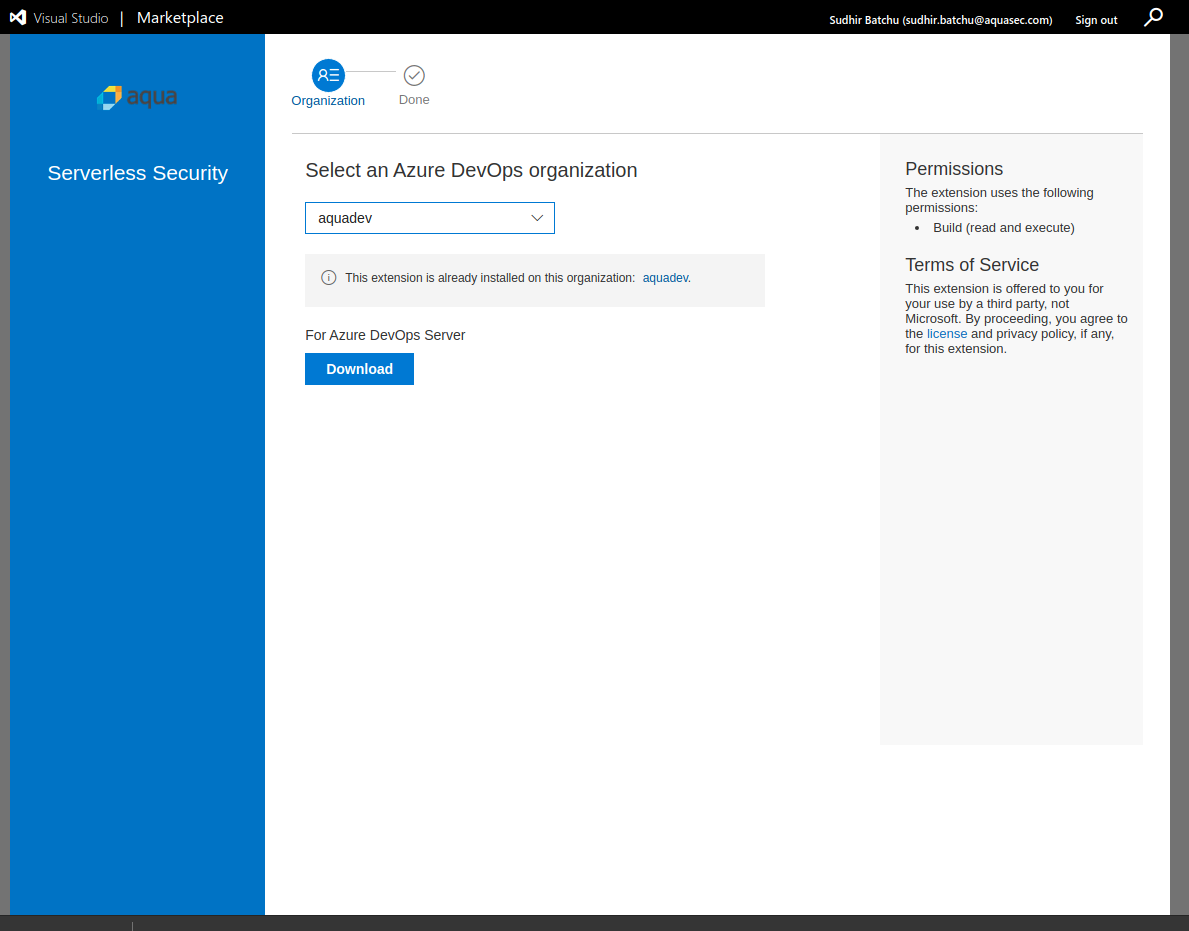 Visual Studio | Marketplace
Sudhir Batchu (sudhir.batchu@aquasec.com) Sign out
aqua
Serverless Security
Organization
Done
Select an Azure DevOps organization
aquadev
This extension is already installed on this organization: aquadev.
For Azure DevOps Server
Download
Permissions
The extension uses the following
permissions:
• Build (read and execute)
Terms of Service
This extension is offered to you for
your use by a third party, not
Microsoft. By proceeding, you agree to
the license and privacy policy, if any,
for this extension.